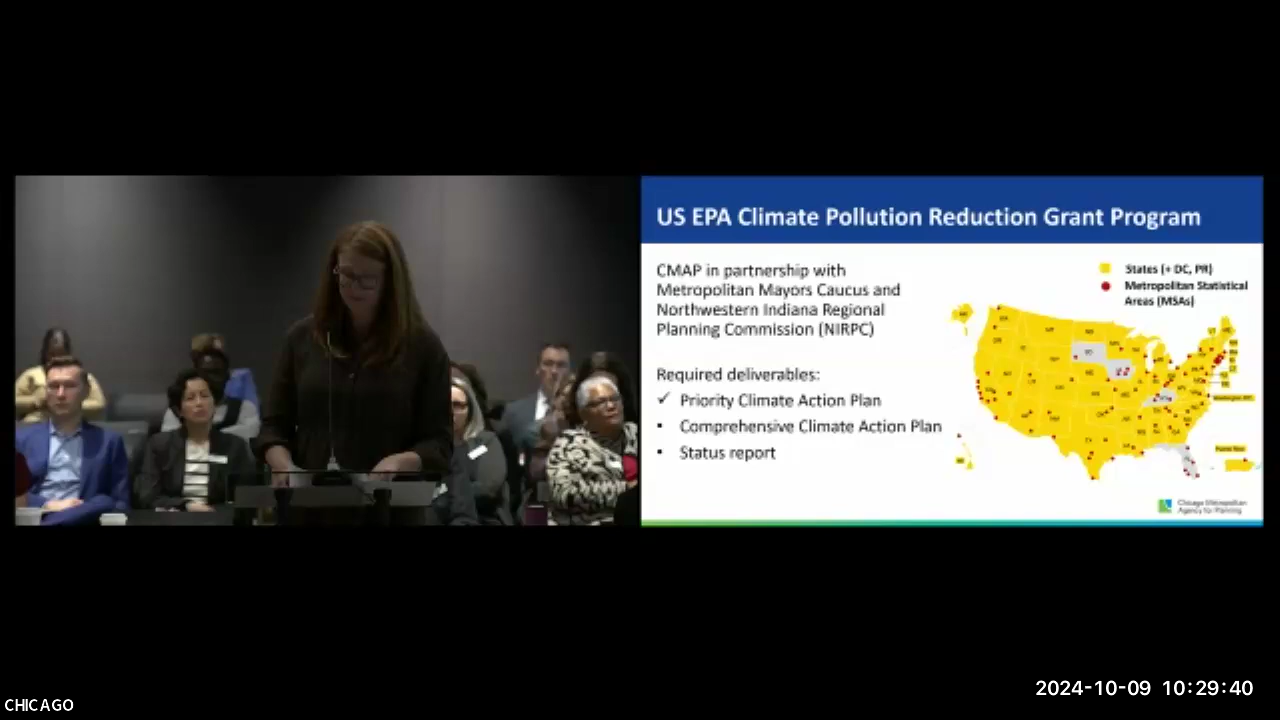 US EPA Climate Pollution Reduction Grant Program
CMAP in partnership with
Metropolitan Mayors Caucus and
Northwestern Indiana Regional
Planning Commission (NIRPC)
Required deliverables:
✓ Priority Climate Action Plan
▪ Comprehensive Climate Action Plan
▪ Status report
States (+ DC, PR)
Metropolitan Statistical
Areas (MSAs)
Chicago Metropolitan
Agency for Planning
CHICAGO
2024-10-09 10:29:40